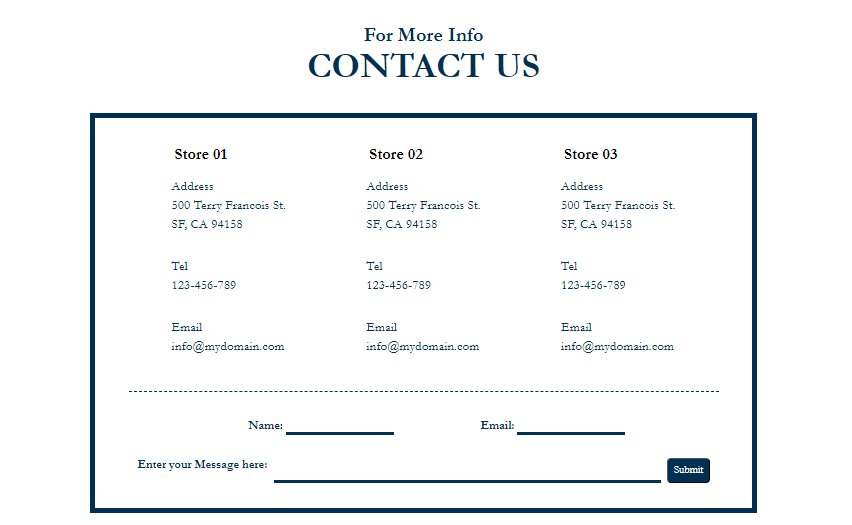 For More Info
CONTACT US
Store 01
Address
500 Terry Francois St.
SF, CA 94158
Tel
123-456-789
Email
info@mydomain.com
Store 02
Address
500 Terry Francois St.
SF, CA 94158
Tel
123-456-789
Email
info@mydomain.com
Store 03
Address
500 Terry Francois St.
SF, CA 94158
Tel
123-456-789
Email
info@mydomain.com
Name:
Email:
Enter your Message here:
Submit